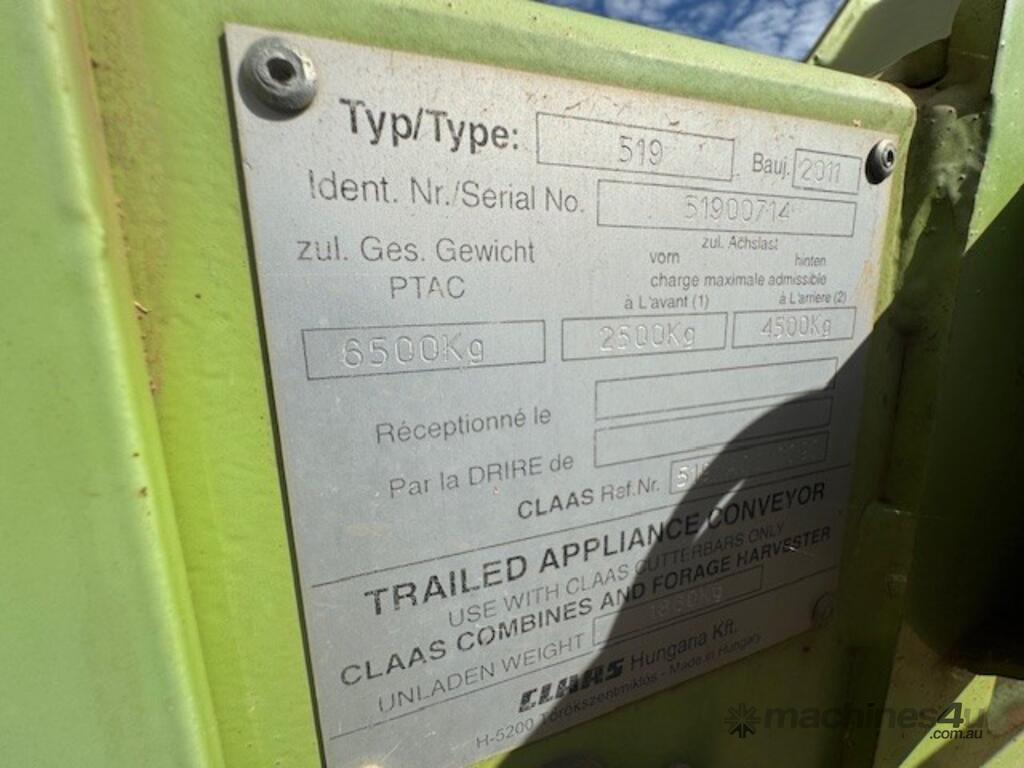 Typ/Type: 519 Bauj. 2011
Ident. Nr./Serial No. 51900714
zul. Ges. Gewicht
PTAC
zul. Achslast
vorn hinten
charge maximale admissible
à L'avant (1) à L'arriere (2)
6500Kg 2500Kg 4500Kg
Réceptionné le
Par la DRIRE de
CLAAS Ref.Nr.
TRAILED APPLIANCE CONVEYOR
USE WITH CLAAS CUTTERBARS ONLY
CLAAS COMBINES AND FORAGE HARVESTER
UNLADEN WEIGHT
CLAAS Hungaria Kft.
H-5200 Törökszentmiklós - Made in Hungary
machines4u
.com.au